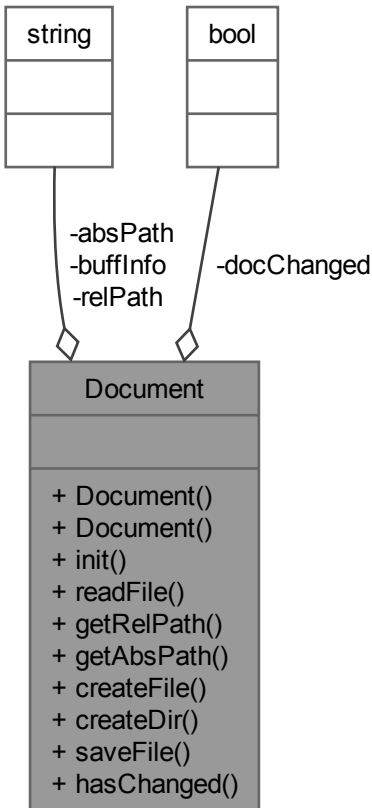 string
bool
-absPath
-buffInfo
-relPath
-docChanged
Document
+ Document()
+ Document()
+ init()
+ readFile()
+ getRelPath()
+ getAbsPath()
+ createFile()
+ createDir()
+ saveFile()
+ hasChanged()